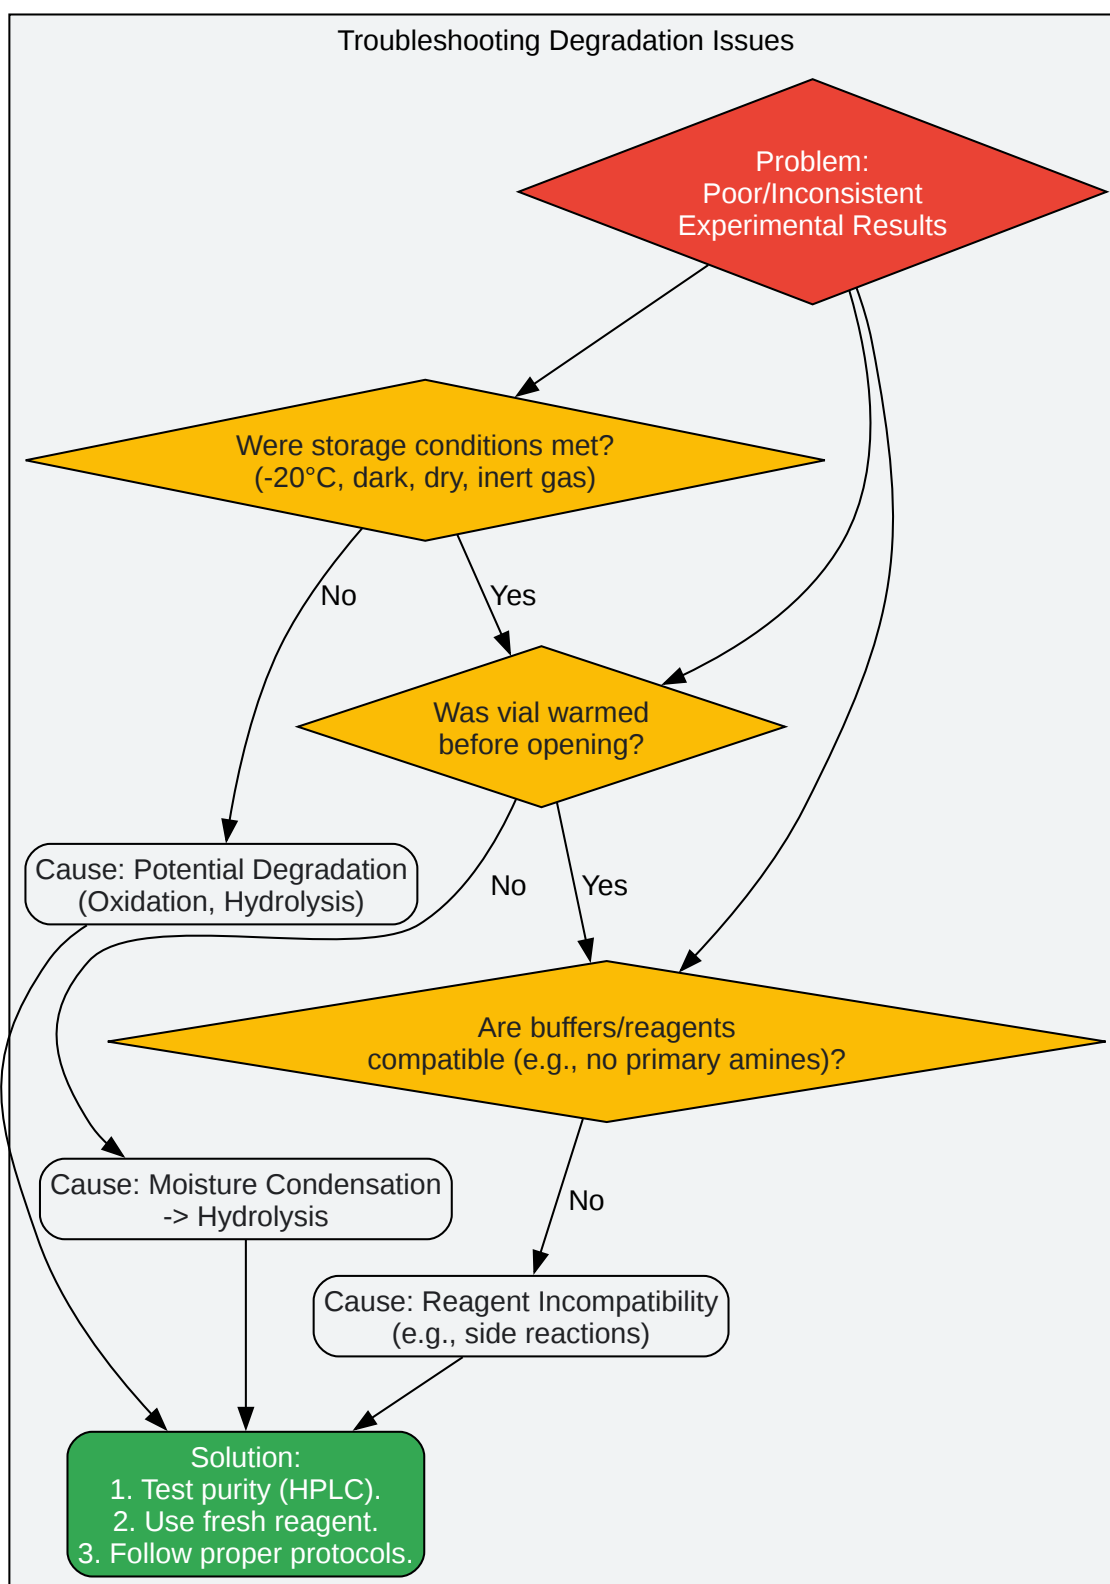 Troubleshooting Degradation Issues
Problem:
Poor/Inconsistent
Experimental Results
Were storage conditions met?
(-20°C, dark, dry, inert gas)
No
Yes
Was vial warmed
before opening?
Cause: Potential Degradation
(Oxidation, Hydrolysis)
No
Yes
Are buffers/reagents
compatible (e.g., no primary amines)?
Cause: Moisture Condensation
-> Hydrolysis
No
Cause: Reagent Incompatibility
(e.g., side reactions)
Solution:
1. Test purity (HPLC).
2. Use fresh reagent.
3. Follow proper protocols.